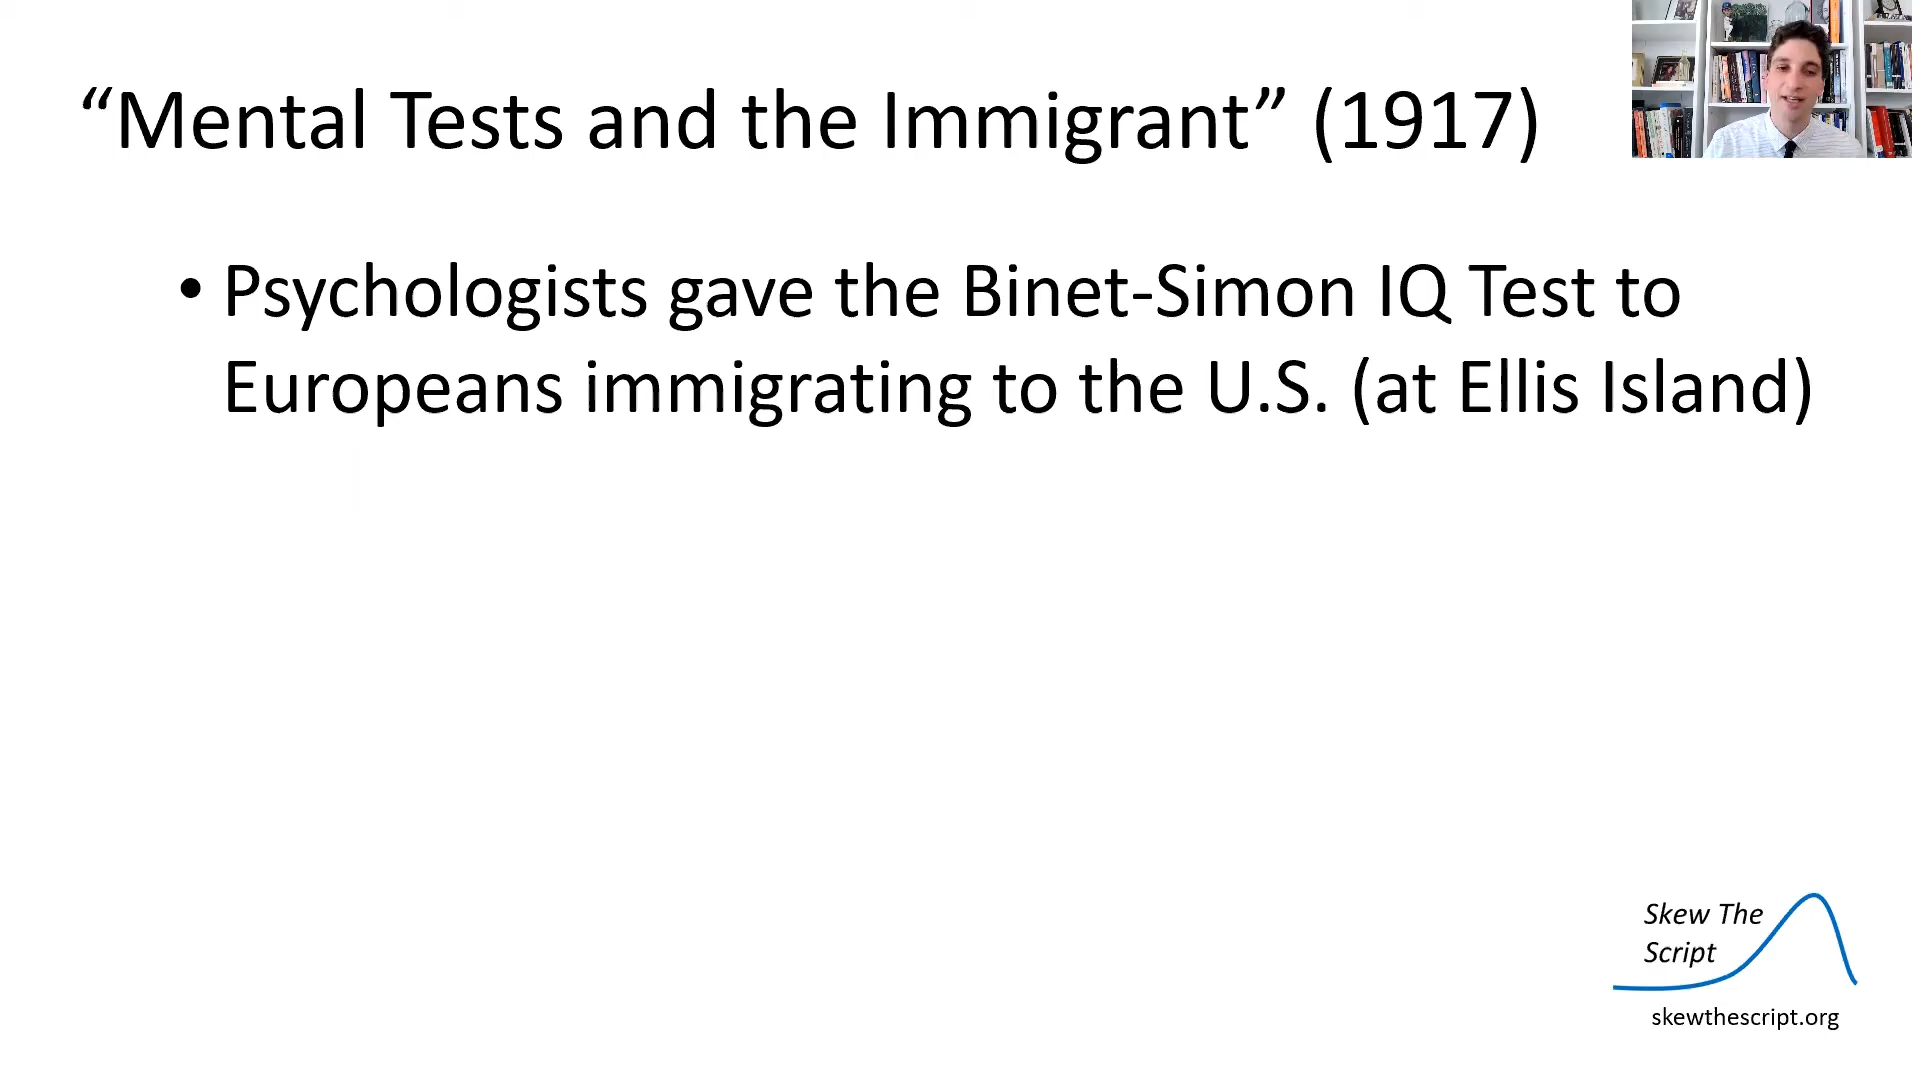 “Mental Tests and the Immigrant” (1917)
• Psychologists gave the Binet-Simon IQ Test to
Europeans immigrating to the U.S. (at Ellis Island)
Skew The
Script
skewthescript.org